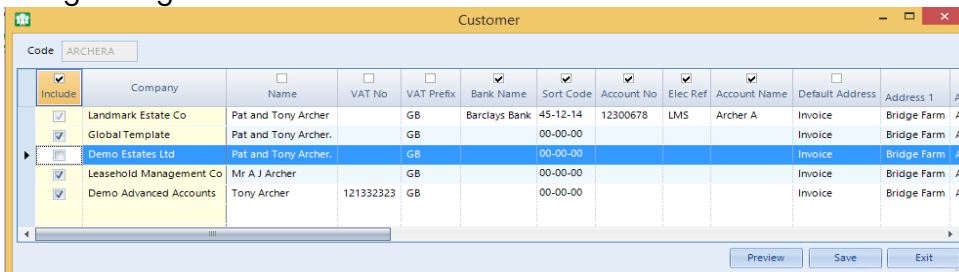 Customer
Code ARCHERA
Include Company Name VAT No VAT Prefix Bank Name Sort Code Account No Elec Ref Account Name Default Address Address 1
Landmark Estate Co Pat and Tony Archer GB Barclays Bank 45-12-14 12300678 LMS Archer A Invoice Bridge Farm
Global Template Pat and Tony Archer. GB 00-00-00 Invoice Bridge Farm
Demo Estates Ltd Pat and Tony Archer. GB 00-00-00 Invoice Bridge Farm
Leasehold Management Co Mr A J Archer GB 00-00-00 Invoice Bridge Farm
Demo Advanced Accounts Tony Archer 121332323 GB 00-00-00 Invoice Bridge Farm
Preview Save Exit